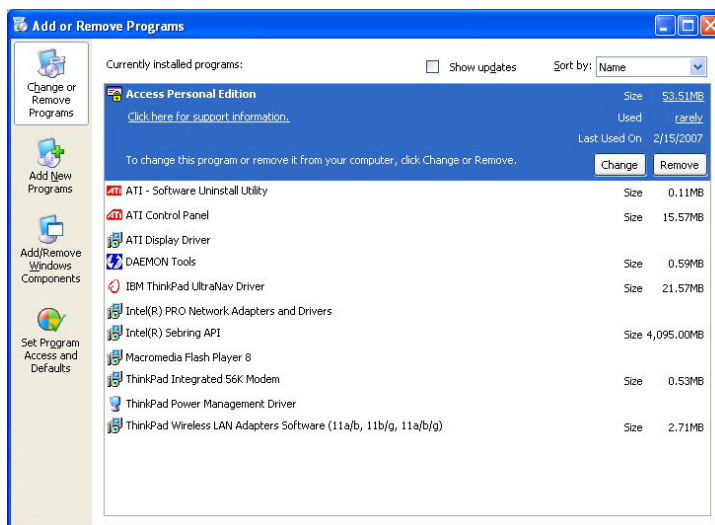 Add or Remove Programs
Change or
Remove
Programs
Add New
Programs
Add/Remove
Windows
Components
Set Program
Access and
Defaults
Currently installed programs:
Show updates
Sort by: Name
Access Personal Edition Size 53.51MB
Click here for support information. Used rarely
Last Used On 2/15/2007
To change this program or remove it from your computer, click Change or Remove. Change Remove
ATI - Software Uninstall Utility Size 0.11MB
ATI Control Panel Size 15.57MB
ATI Display Driver
DAEMON Tools Size 0.59MB
IBM ThinkPad UltraNav Driver Size 21.57MB
Intel(R) PRO Network Adapters and Drivers
Intel(R) Sebring API Size 4,095.00MB
Macromedia Flash Player 8
ThinkPad Integrated 56K Modem Size 0.53MB
ThinkPad Power Management Driver
ThinkPad Wireless LAN Adapters Software (11a/b, 11b/g, 11a/b/g) Size 2.71MB